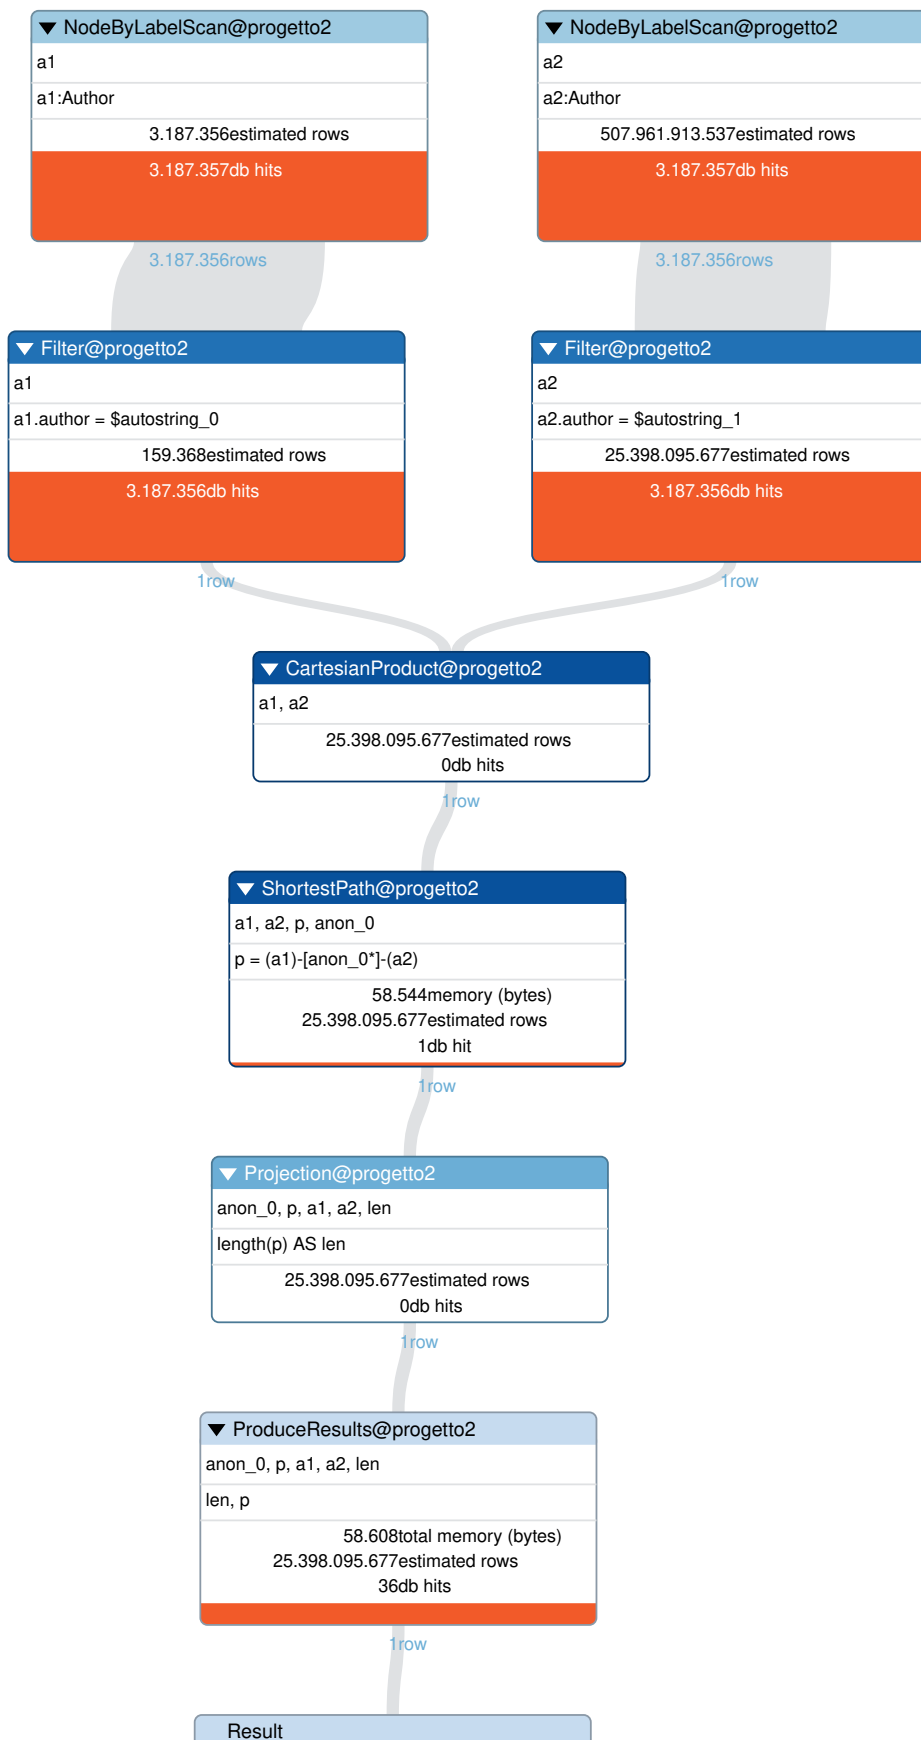 NodeByLabelScan@progetto2
a1
a1:Author
3.187.356estimated rows
3.187.357db hits
3.187.356rows
NodeByLabelScan@progetto2
a2
a2:Author
507.961.913.537estimated rows
3.187.357db hits
3.187.356rows
Filter@progetto2
a1
a1.author = $autostring_0
159.368estimated rows
3.187.356db hits
1row
Filter@progetto2
a2
a2.author = $autostring_1
25.398.095.677estimated rows
3.187.356db hits
1row
CartesianProduct@progetto2
a1, a2
25.398.095.677estimated rows
0db hits
1row
ShortestPath@progetto2
a1, a2, p, anon_0
p = (a1)-[anon_0*]-(a2)
58.544memory (bytes)
25.398.095.677estimated rows
1db hit
1row
Projection@progetto2
anon_0, p, a1, a2, len
length(p) AS len
25.398.095.677estimated rows
0db hits
1row
ProduceResults@progetto2
anon_0, p, a1, a2, len
len, p
58.608total memory (bytes)
25.398.095.677estimated rows
36db hits
1row
Result